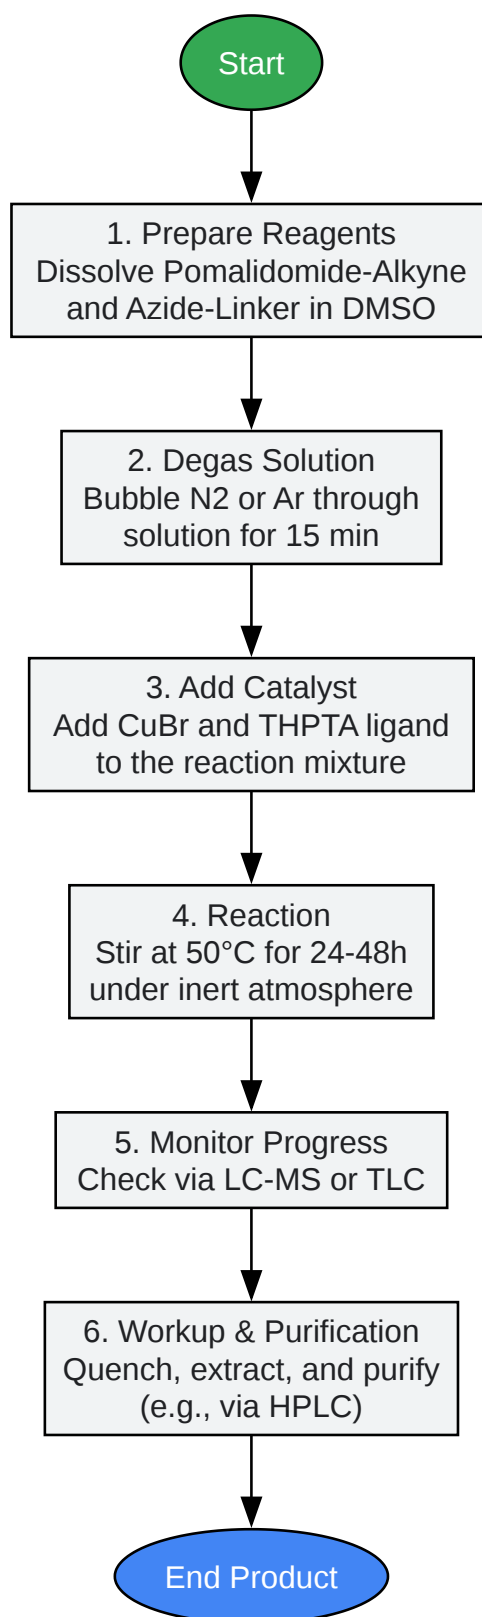 Start
1. Prepare Reagents
Dissolve Pomalidomide-Alkyne
and Azide-Linker in DMSO
2. Degas Solution
Bubble N2 or Ar through
solution for 15 min
3. Add Catalyst
Add CuBr and THPTA ligand
to the reaction mixture
4. Reaction
Stir at 50°C for 24-48h
under inert atmosphere
5. Monitor Progress
Check via LC-MS or TLC
6. Workup & Purification
Quench, extract, and purify
(e.g., via HPLC)
End Product